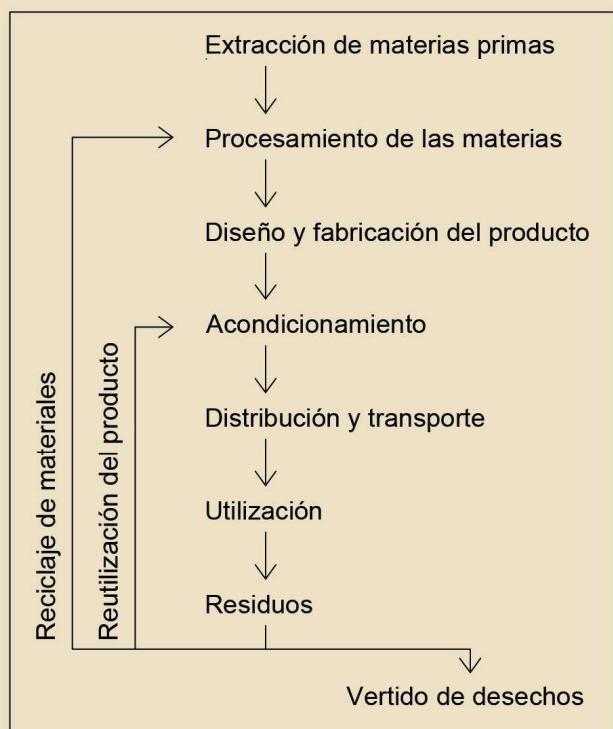 Extracción de materias primas
Procesamiento de las materias
Diseño y fabricación del producto
Acondicionamiento
Distribución y transporte
Utilización
Residuos
Vertido de desechos
Reciclaje de materiales
Reutilización del producto